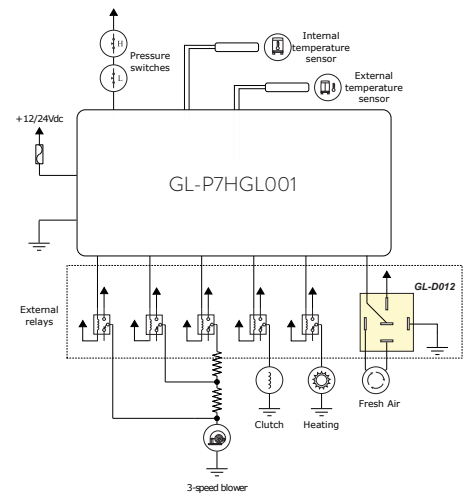 H
L
Pressure
switches
Internal
temperature
sensor
External
temperature
sensor
+12/24Vdc
GL-P7HGL001
GL-D012
External
relays
Clutch
Heating
Fresh Air
3-speed blower